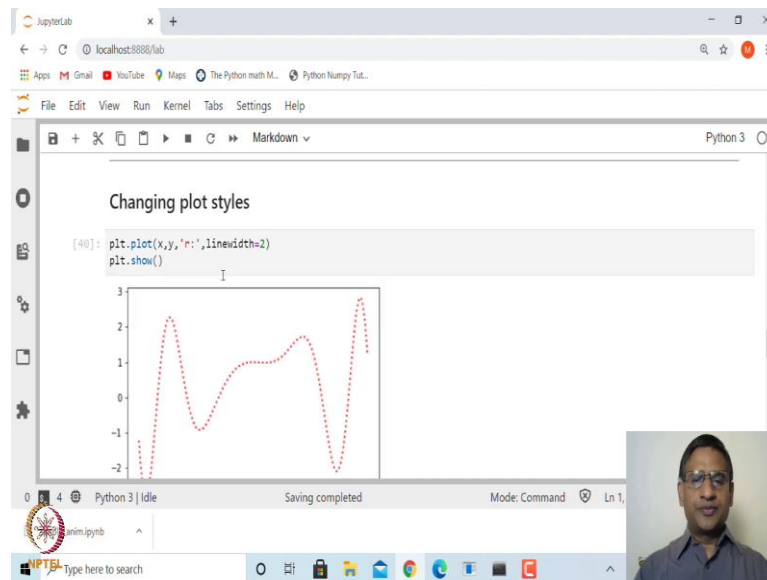 JupyterLab
localhost:8888/lab
Apps Gmail YouTube Maps The Python math M... Python Numpy Tut...
M
File Edit View Run Kernel Tabs Settings Help
Markdown
Python 3
Changing plot styles
[40]: plt.plot(x,y,'r:',linewidth=2)
plt.show()
3
2
1
0
-1
-2
0 4 Python 3 | Idle Saving completed Mode: Command Ln 1,
anim.ipynb
NPTEL
Type here to search